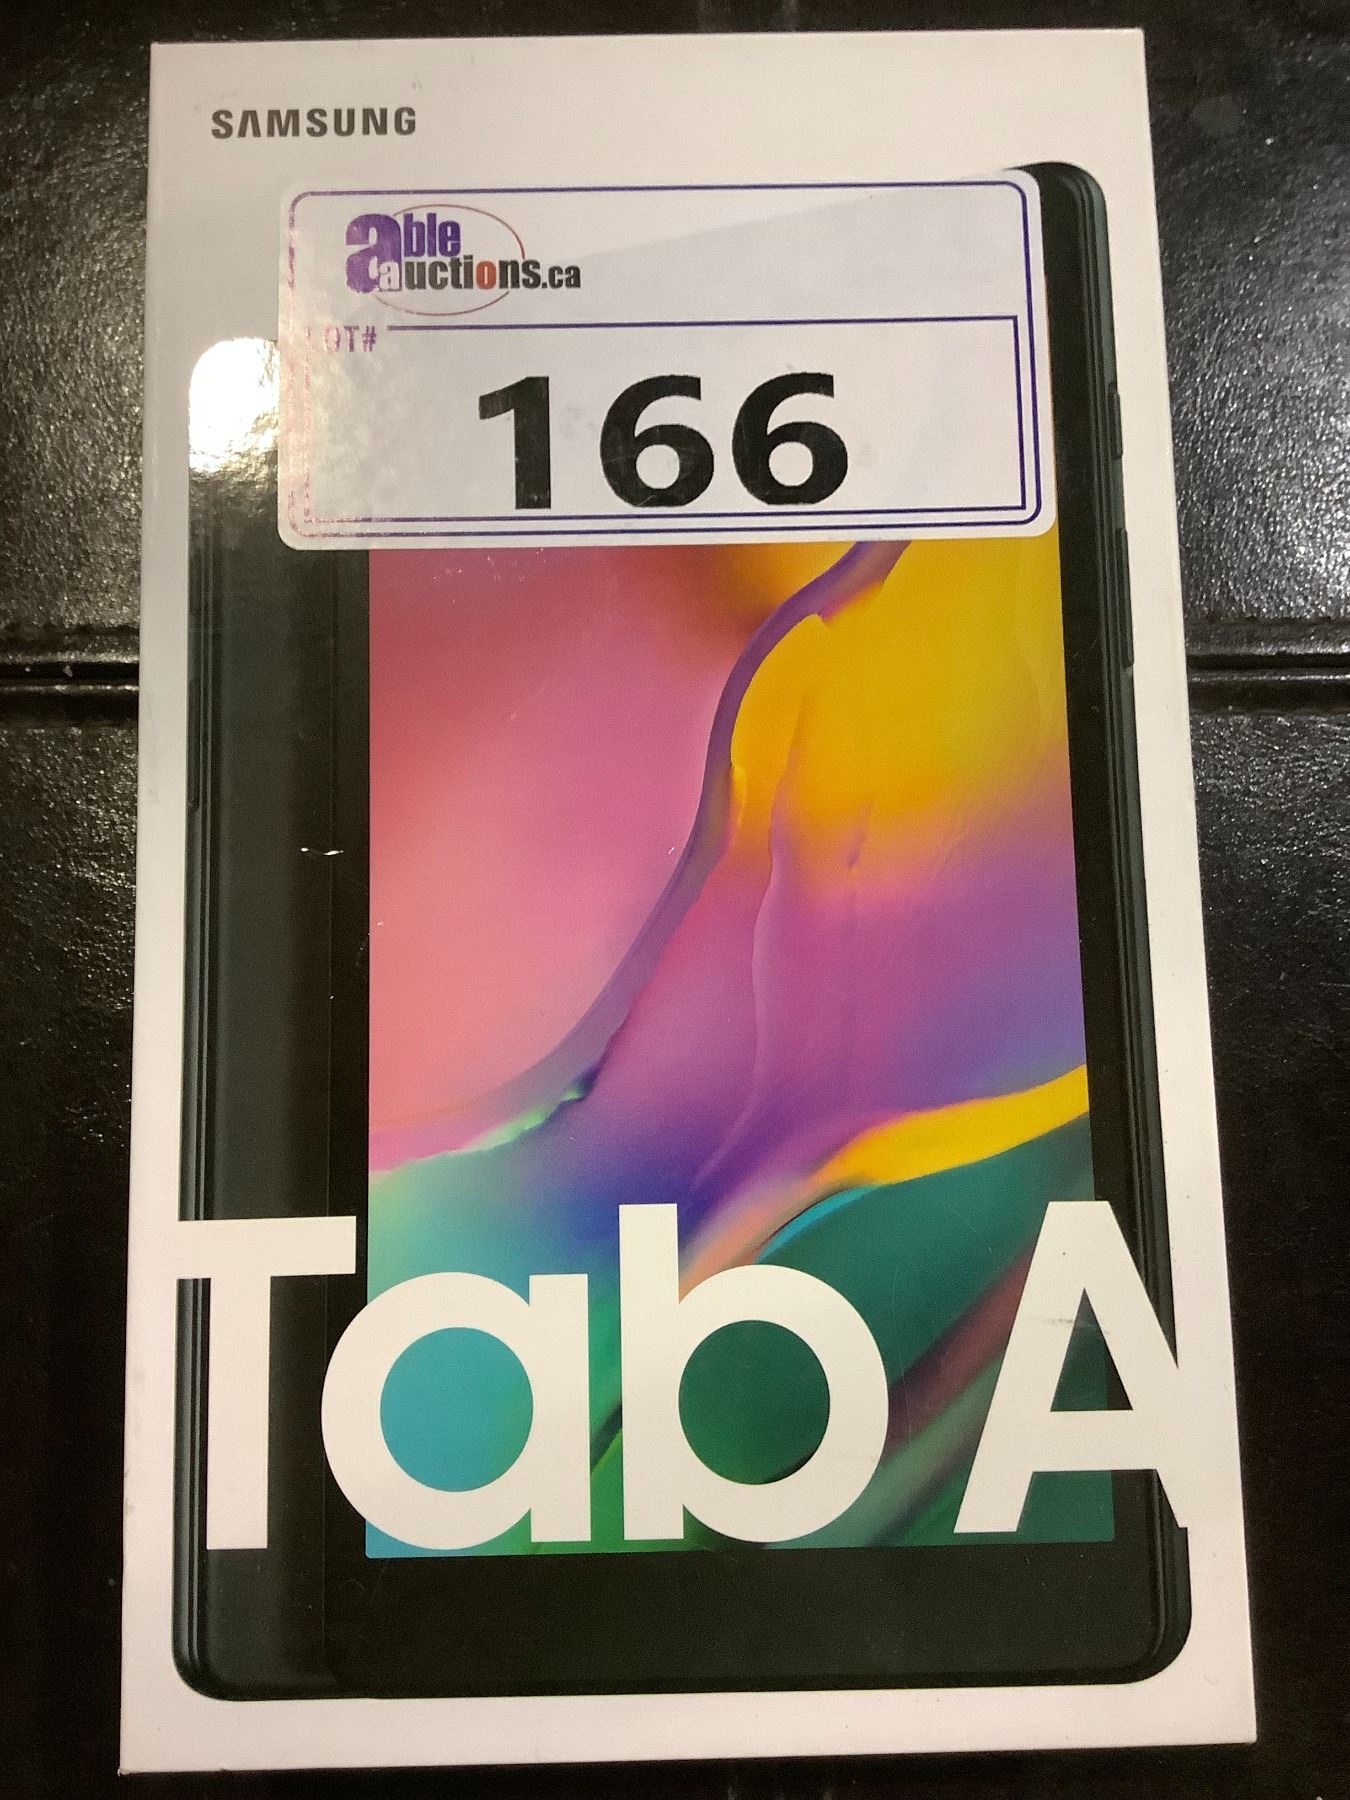 SAMSUNG
able
auctions.ca
LOT#
166
Tab A